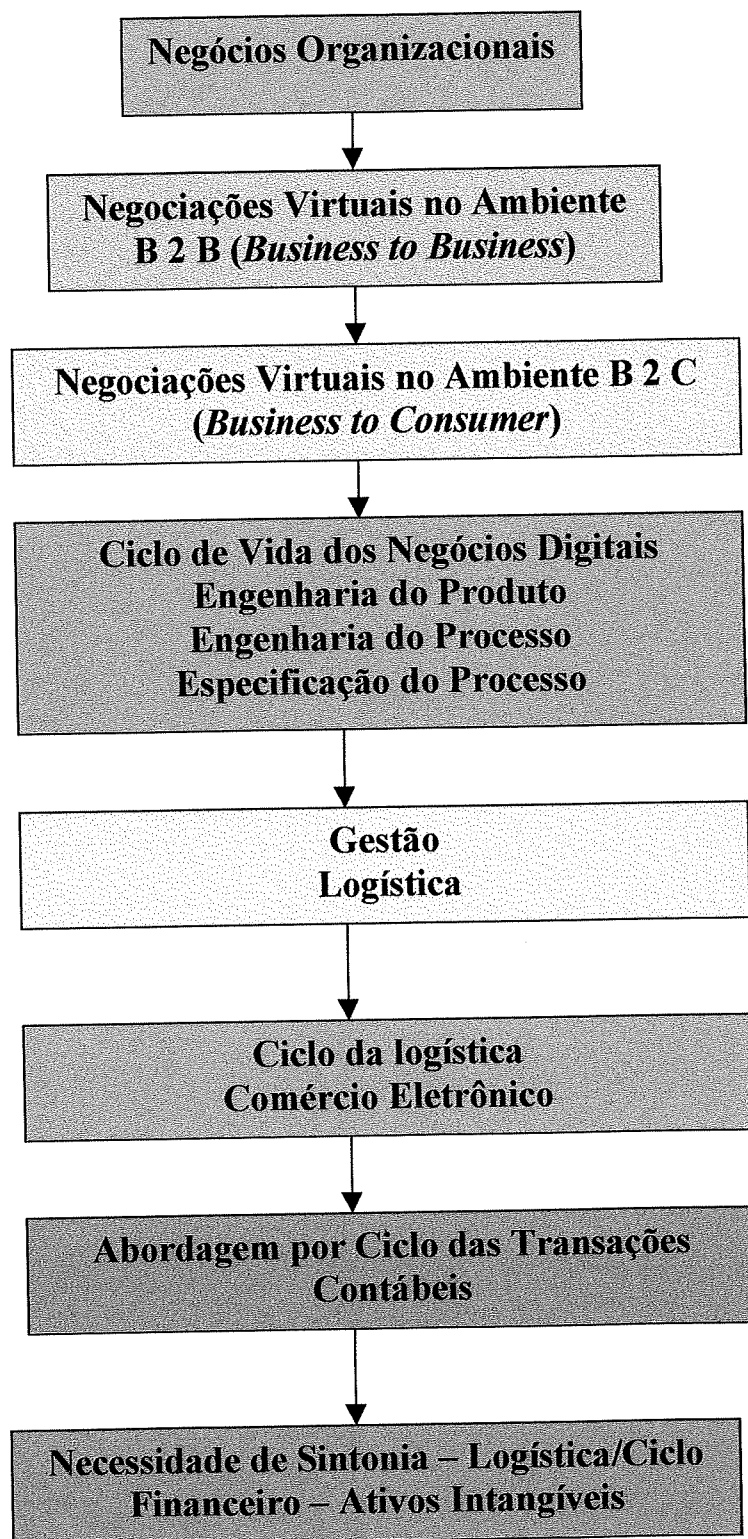 Negócios Organizacionais
Negociações Virtuais no Ambiente
B 2 B (Business to Business)
Negociações Virtuais no Ambiente B 2 C
(Business to Consumer)
Ciclo de Vida dos Negócios Digitais
Engenharia do Produto
Engenharia do Processo
Especificação do Processo
Gestão
Logística
Ciclo da logística
Comércio Eletrônico
Abordagem por Ciclo das Transações
Contábeis
Necessidade de Sintonia – Logística/Ciclo
Financeiro – Ativos Intangíveis